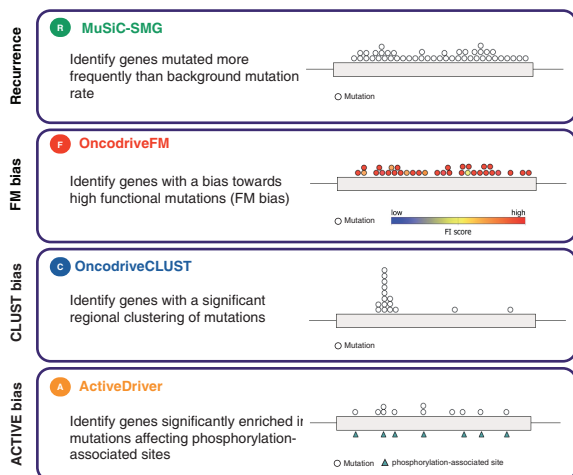 Recurrence
R MuSiC-SMG
Identify genes mutated more
frequently than background mutation
rate
Mutation
FM bias
F OncodriveFM
Identify genes with a bias towards
high functional mutations (FM bias)
Mutation
low high
FI score
CLUST bias
C OncodriveCLUST
Identify genes with a significant
regional clustering of mutations
Mutation
ACTIVE bias
A ActiveDriver
Identify genes significantly enriched in
mutations affecting phosphorylation-
associated sites
Mutation phosphorylation-associated site